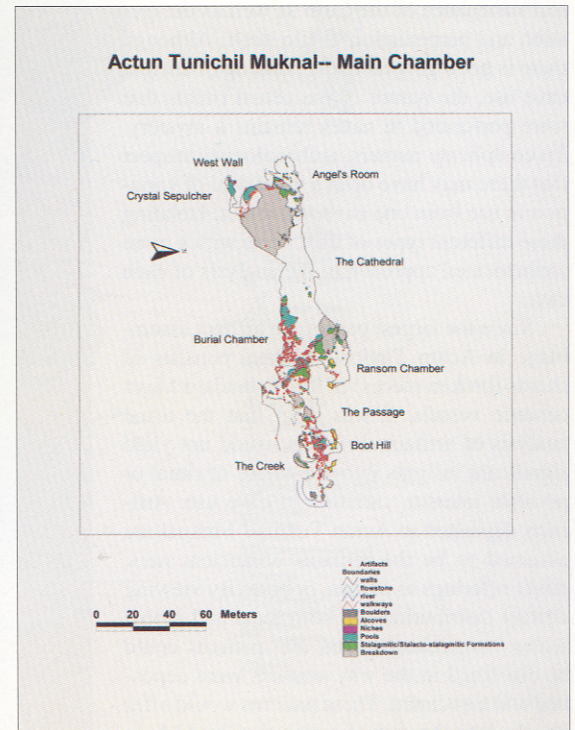 Actun Tunichil Muknal-- Main Chamber
West Wall
Angel's Room
Crystal Sepulcher
The Cathedral
Burial Chamber
Ransom Chamber
The Passage
Boot Hill
The Creek
Artifacts
Boundaries
walls
flowstone
river
walkways
Boulders
Alcoves
Niches
Pools
Stalagmitic/Stalacto-stalagmitic Formations
Breakdown
0 20 40 60 Meters